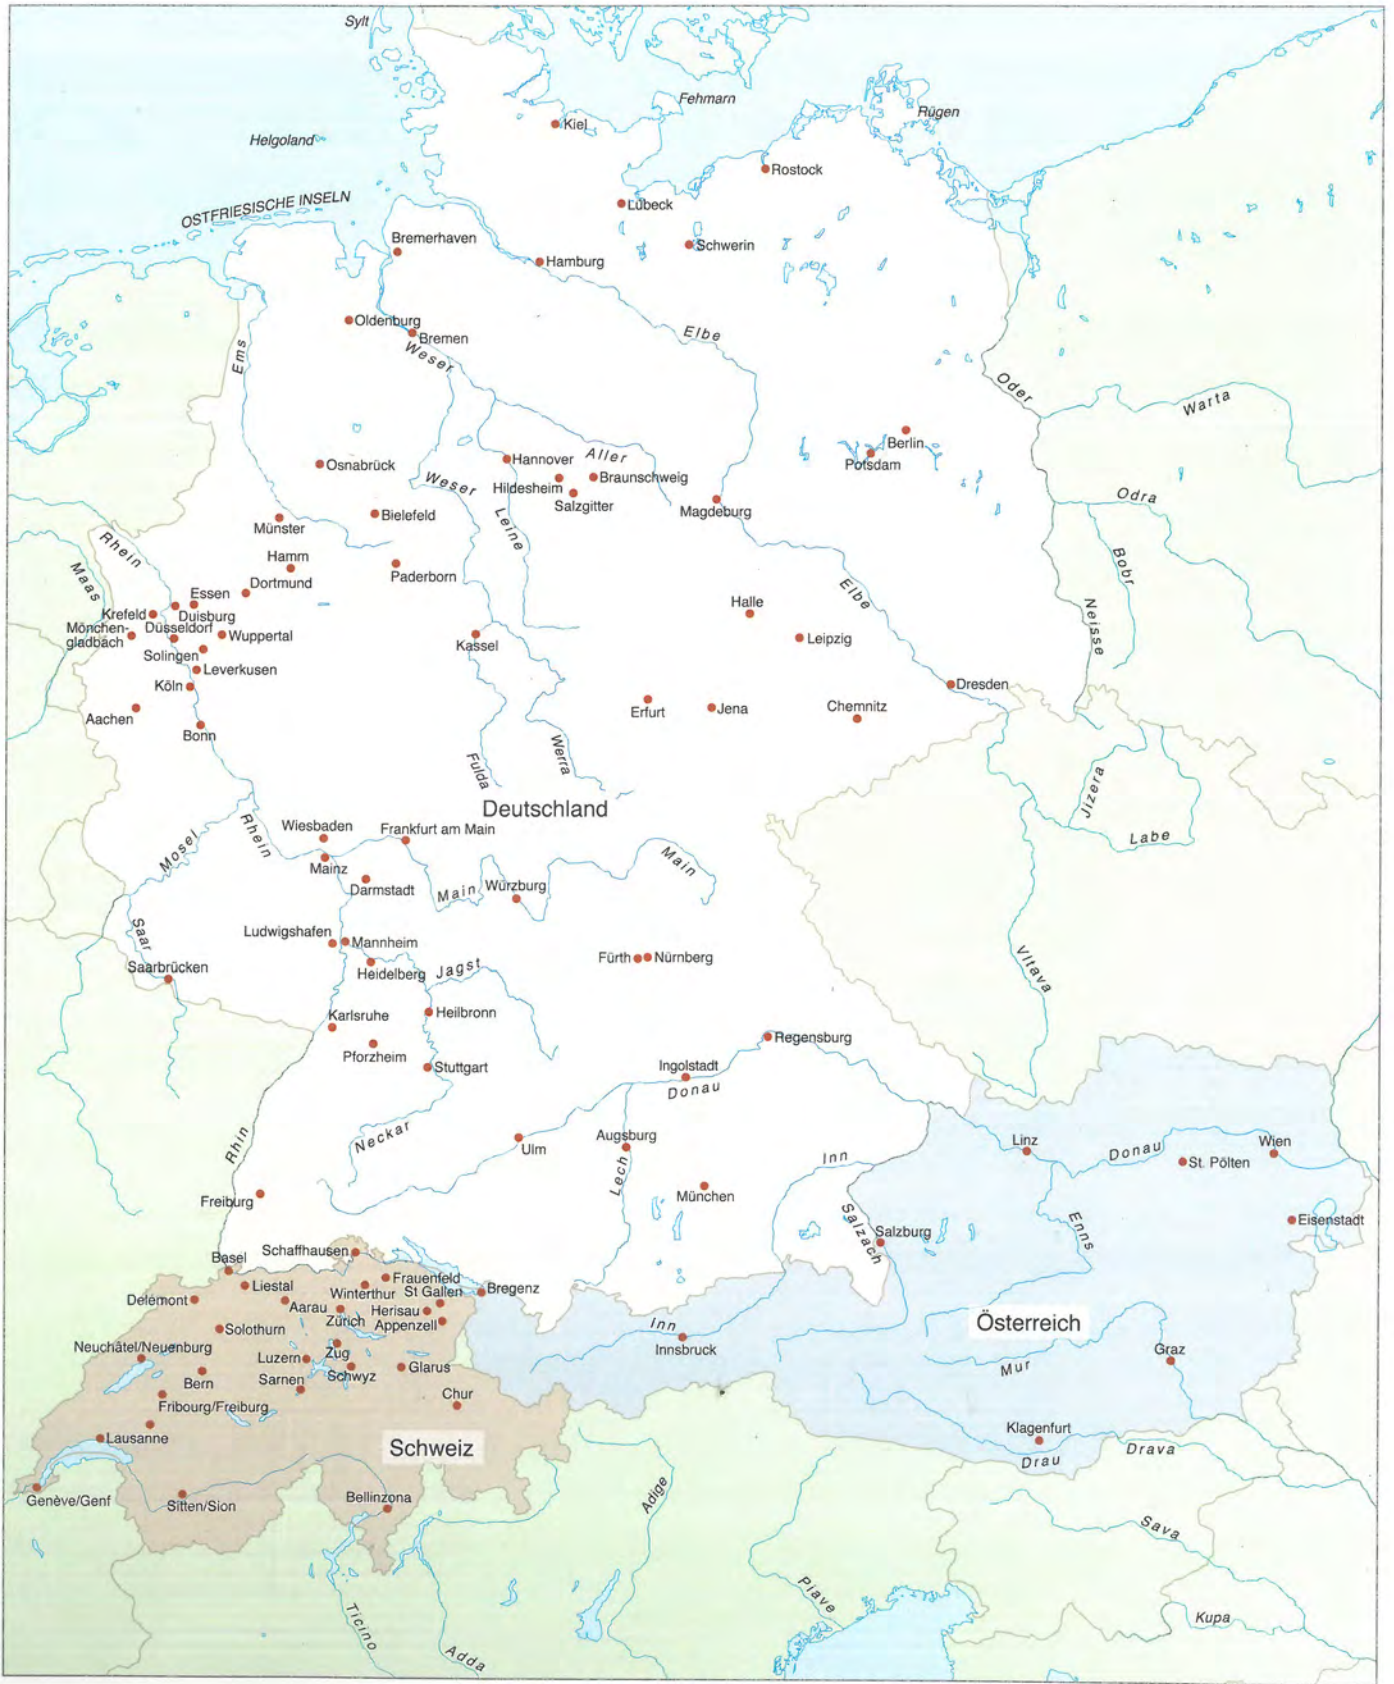 Sylt
Fehmarn
Rügen
Kiel
Helgoland
Rostock
OSTFRIESISCHE INSELN
Lübeck
Bremerhaven
Schwerin
Hamburg
Oldenburg
Bremen
Elbe
Ems
Weser
Oder
Warta
Berlin
Aller
Osnabrück
Hannover
Potsdam
Weser
Hildesheim
Braunschweig
Salzgitter
Magdeburg
Odra
Münster
Bielefeld
Leine
Rhein
Hamm
Bobr
Maas
Dortmund
Paderborn
Elbe
Essen
Halle
Neisse
Krefeld
Duisburg
Mönchen-
gladbach
Düsseldorf
Wuppertal
Kassel
Leipzig
Solingen
Leverkusen
Köln
Dresden
Aachen
Erfurt
Jena
Chemnitz
Bonn
Fulda
Werra
Jizera
Deutschland
Wiesbaden
Frankfurt am Main
Mosel
Rhein
Labe
Mainz
Main
Darmstadt
Main
Würzburg
Saar
Ludwigshafen
Mannheim
Saarbrücken
Heidelberg
Jagst
Fürth
Nürnberg
Vltava
Karlsruhe
Heilbronn
Regensburg
Pforzheim
Stuttgart
Ingolstadt
Donau
Rhin
Neckar
Ulm
Augsburg
Linz
Donau
Wien
Inn
St. Pölten
Lech
München
Freiburg
Salzach
Enns
Eisenstadt
Salzburg
Basel
Schaffhausen
Liestal
Frauenfeld
Bregenz
Delémont
Winterthur
St Gallen
Aarau
Herisau
Zürich
Appenzell
Inn
Österreich
Solothurn
Innsbruck
Neuchâtel/Neuenburg
Zug
Luzern
Graz
Bern
Schwyz
Glarus
Mur
Sarnen
Chur
Fribourg/Freiburg
Klagenfurt
Lausanne
Schweiz
Drau
Drava
Genève/Genf
Sitten/Sion
Bellinzona
Adige
Sava
Piave
Ticino
Kupa
Adda